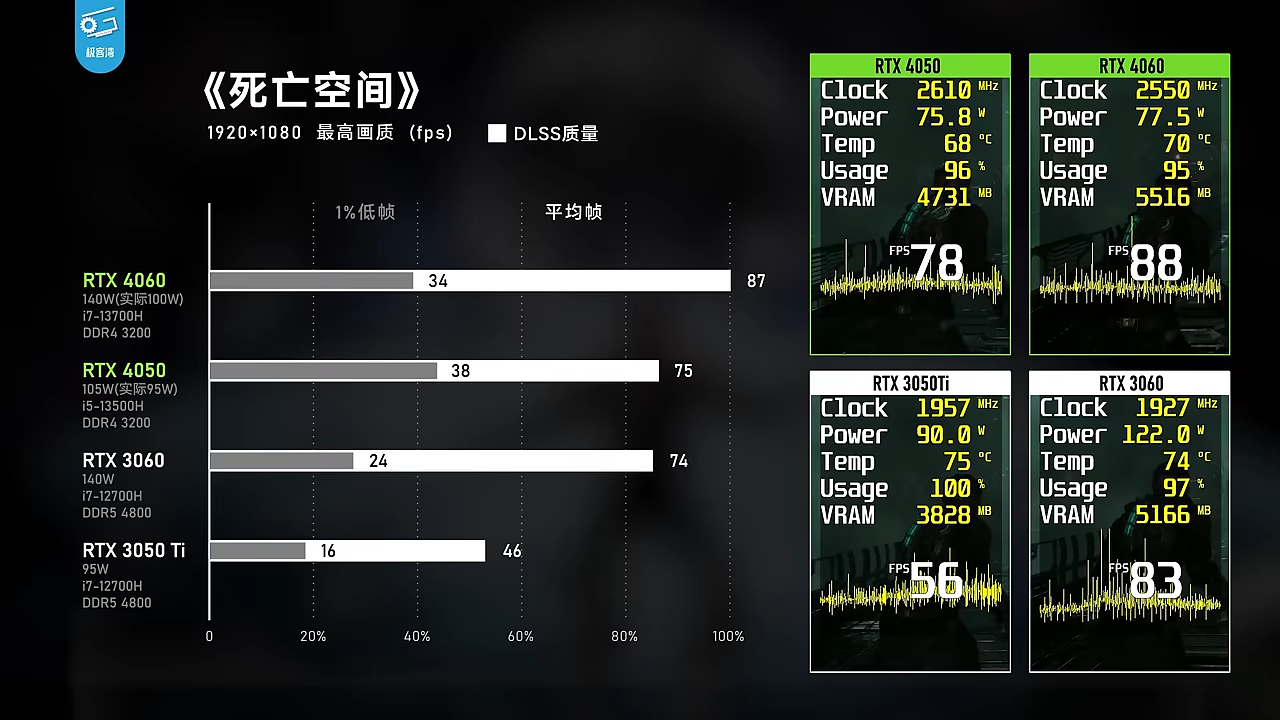 极客湾
《死亡空间》
1920×1080 最高画质 (fps) DLSS质量
1%低帧 平均帧
RTX 4060
140W(实际100W)
i7-13700H
DDR4 3200
34 87
RTX 4050
105W(实际95W)
i5-13500H
DDR4 3200
38 75
RTX 3060
140W
i7-12700H
DDR5 4800
24 74
RTX 3050 Ti
95W
i7-12700H
DDR5 4800
16 46
0 20% 40% 60% 80% 100%
RTX 4050
Clock 2610 MHz
Power 75.8 W
Temp 68 °C
Usage 96 %
VRAM 4731 MB
FPS 78
RTX 4060
Clock 2550 MHz
Power 77.5 W
Temp 70 °C
Usage 95 %
VRAM 5516 MB
FPS 88
RTX 3050Ti
Clock 1957 MHz
Power 90.0 W
Temp 75 °C
Usage 100 %
VRAM 3828 MB
FPS 56
RTX 3060
Clock 1927 MHz
Power 122.0 W
Temp 74 °C
Usage 97 %
VRAM 5166 MB
FPS 83